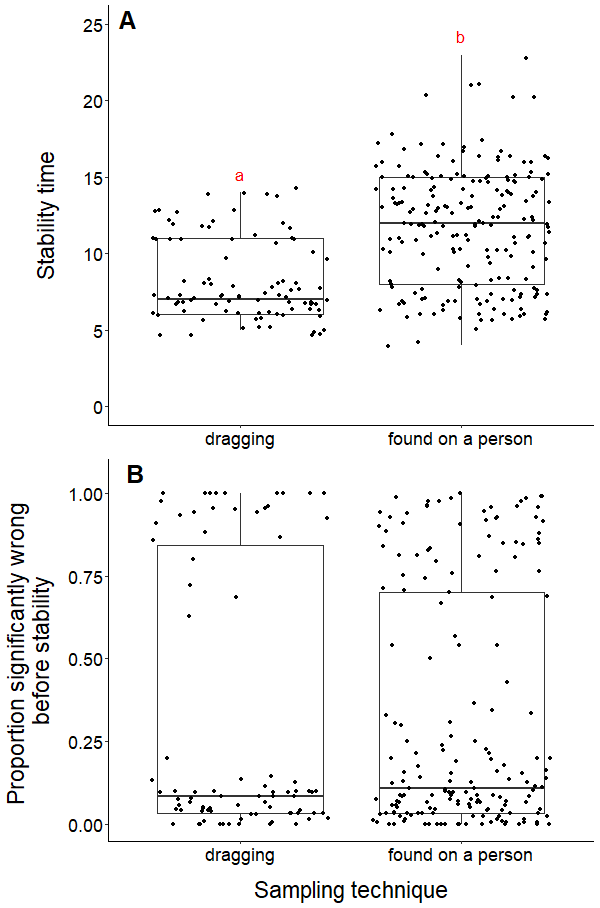 A
25
20
15
10
5
0
Stability time
a
b
dragging
found on a person
B
1.00
0.75
0.50
0.25
0.00
Proportion significantly wrong
before stability
dragging
found on a person
Sampling technique